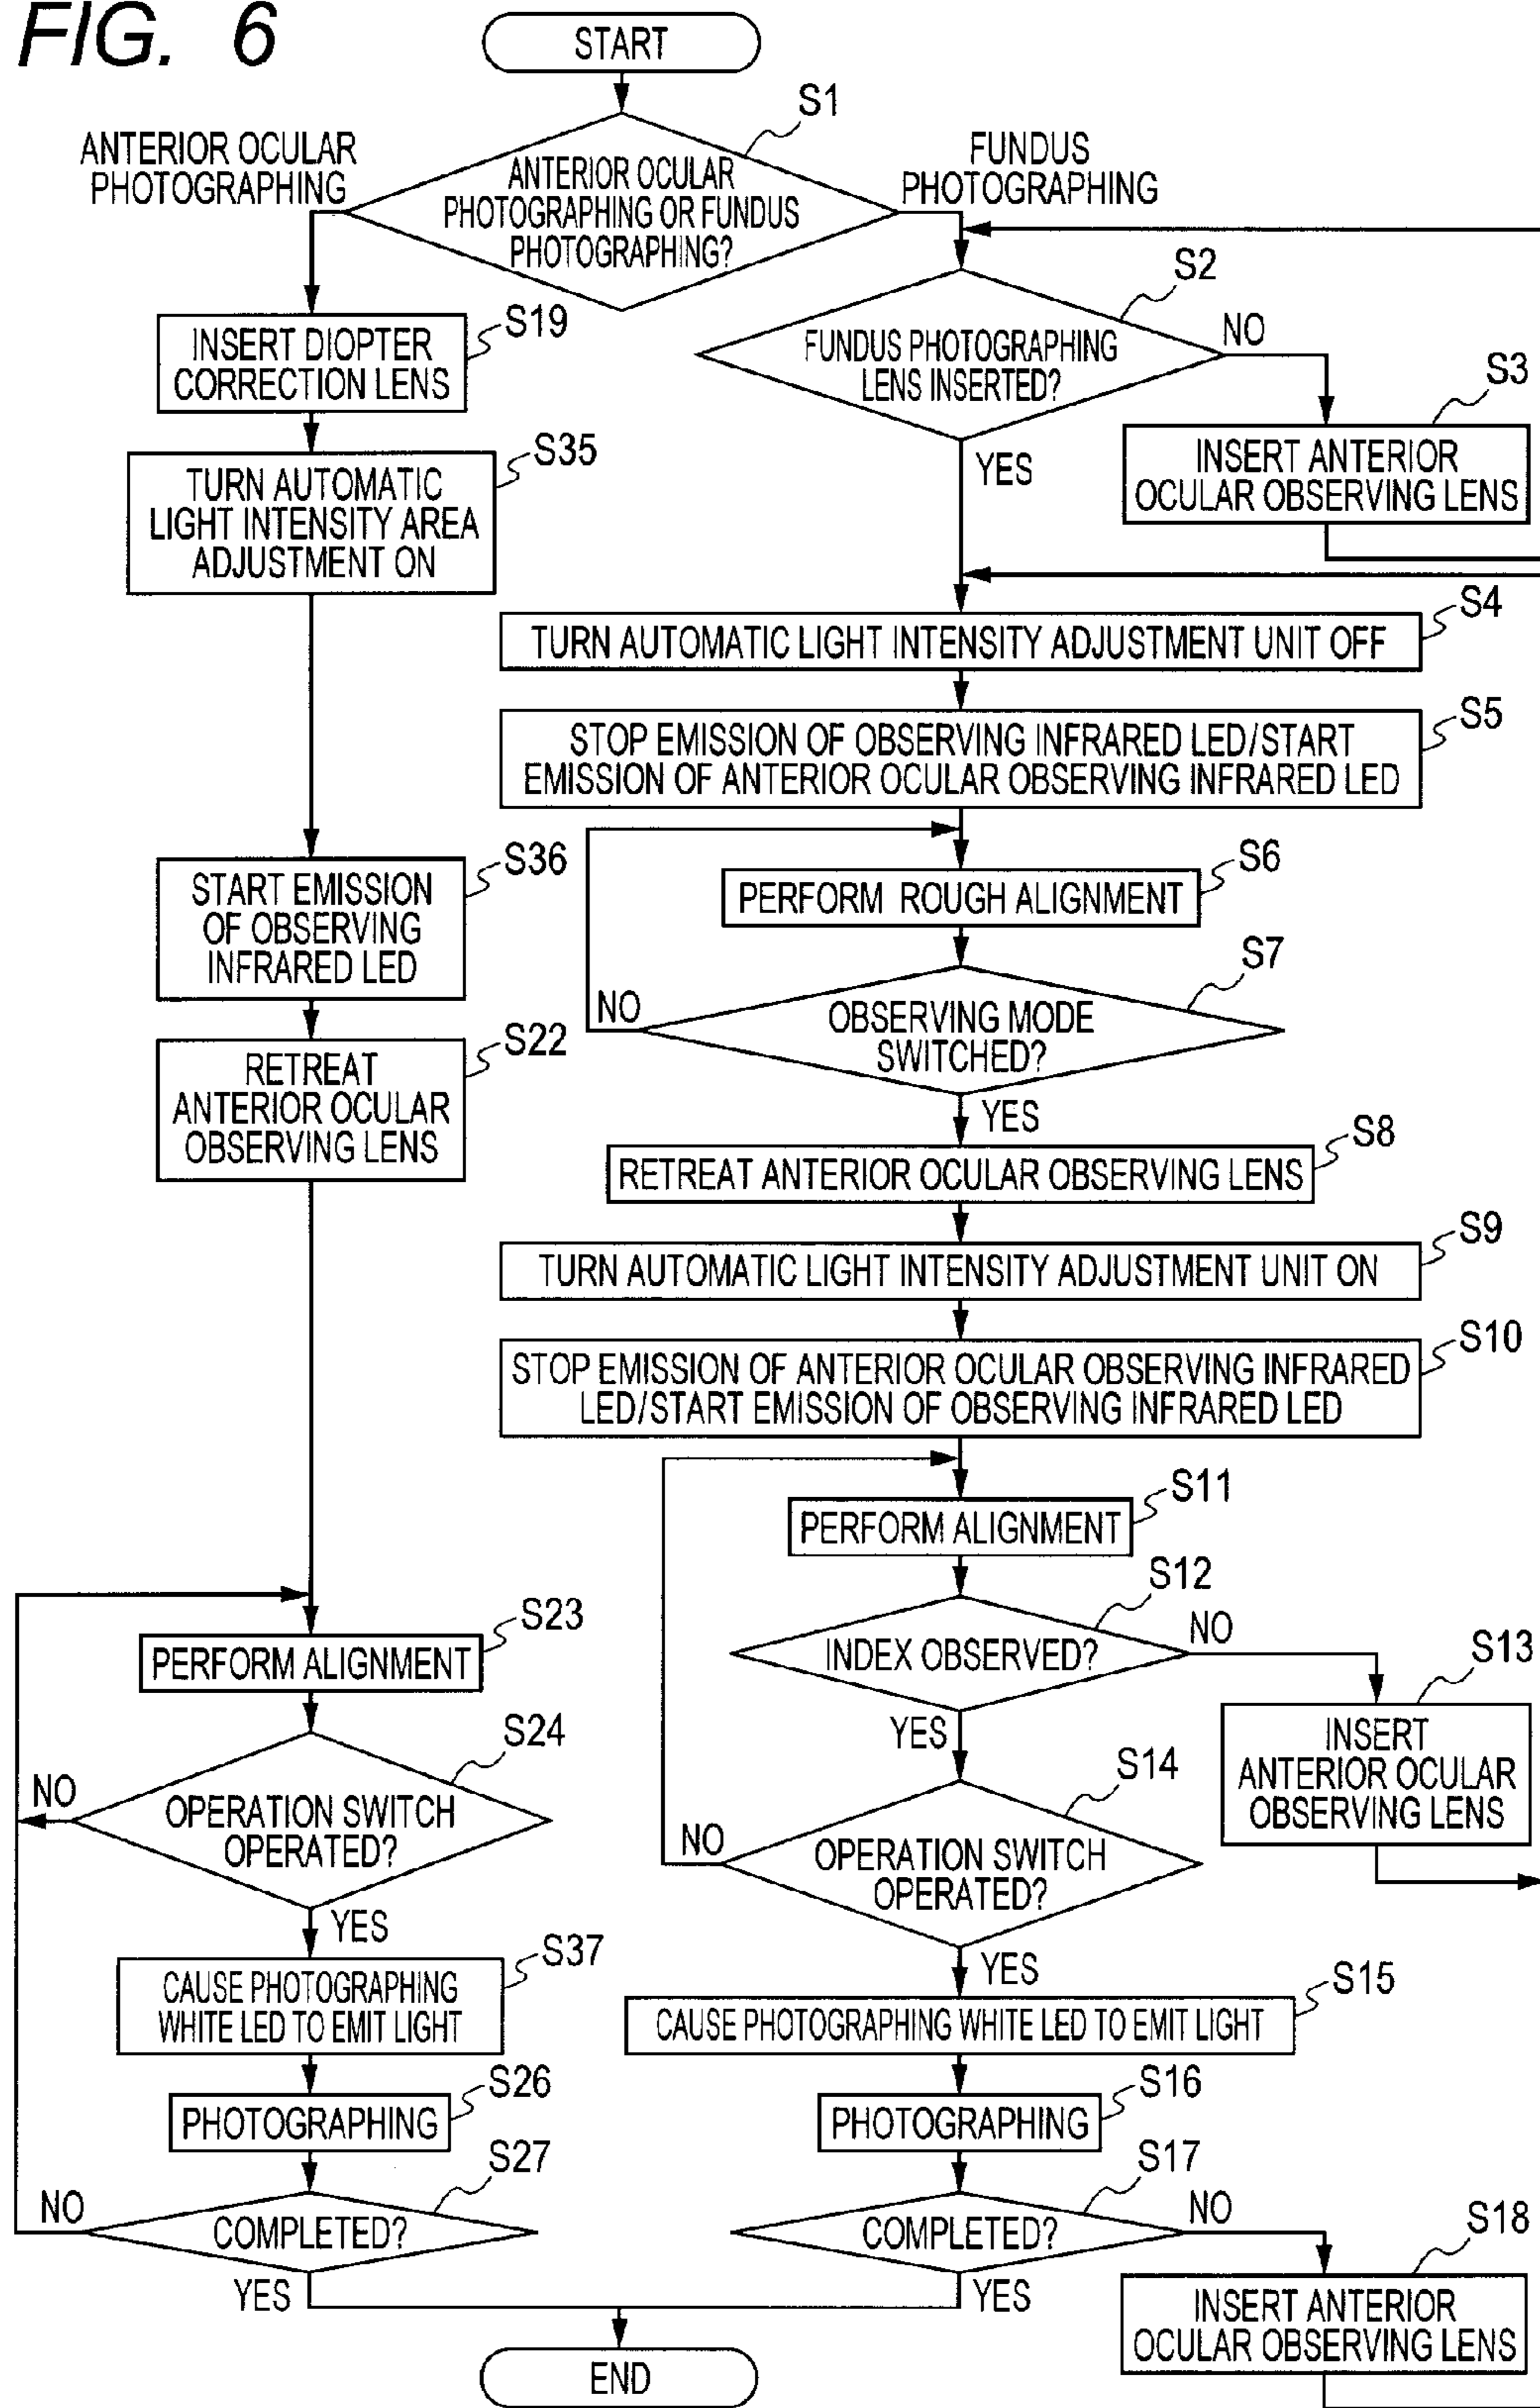 FIG. 6
START
S1
ANTERIOR OCULAR
PHOTOGRAPHING
ANTERIOR OCULAR
PHOTOGRAPHING OR FUNDUS
PHOTOGRAPHING?
FUNDUS
PHOTOGRAPHING
S19
INSERT DIOPTER
CORRECTION LENS
S35
TURN AUTOMATIC
LIGHT INTENSITY AREA
ADJUSTMENT ON
S36
START EMISSION
OF OBSERVING
INFRARED LED
S22
RETREAT
ANTERIOR OCULAR
OBSERVING LENS
S23
PERFORM ALIGNMENT
S24
NO
OPERATION SWITCH
OPERATED?
YES
S37
CAUSE PHOTOGRAPHING
WHITE LED TO EMIT LIGHT
S26
PHOTOGRAPHING
S27
NO
COMPLETED?
YES
S2
FUNDUS PHOTOGRAPHING
LENS INSERTED?
NO
YES
S3
INSERT ANTERIOR
OCULAR OBSERVING LENS
S4
TURN AUTOMATIC LIGHT INTENSITY ADJUSTMENT UNIT OFF
S5
STOP EMISSION OF OBSERVING INFRARED LED/START
EMISSION OF ANTERIOR OCULAR OBSERVING INFRARED LED
S6
PERFORM ROUGH ALIGNMENT
S7
NO
OBSERVING MODE
SWITCHED?
YES
S8
RETREAT ANTERIOR OCULAR OBSERVING LENS
S9
TURN AUTOMATIC LIGHT INTENSITY ADJUSTMENT UNIT ON
S10
STOP EMISSION OF ANTERIOR OCULAR OBSERVING INFRARED
LED/START EMISSION OF OBSERVING INFRARED LED
S11
PERFORM ALIGNMENT
S12
INDEX OBSERVED?
NO
YES
S13
INSERT
ANTERIOR OCULAR
OBSERVING LENS
S14
NO
OPERATION SWITCH
OPERATED?
YES
S15
CAUSE PHOTOGRAPHING WHITE LED TO EMIT LIGHT
S16
PHOTOGRAPHING
S17
COMPLETED?
NO
YES
S18
INSERT ANTERIOR
OCULAR OBSERVING LENS
END